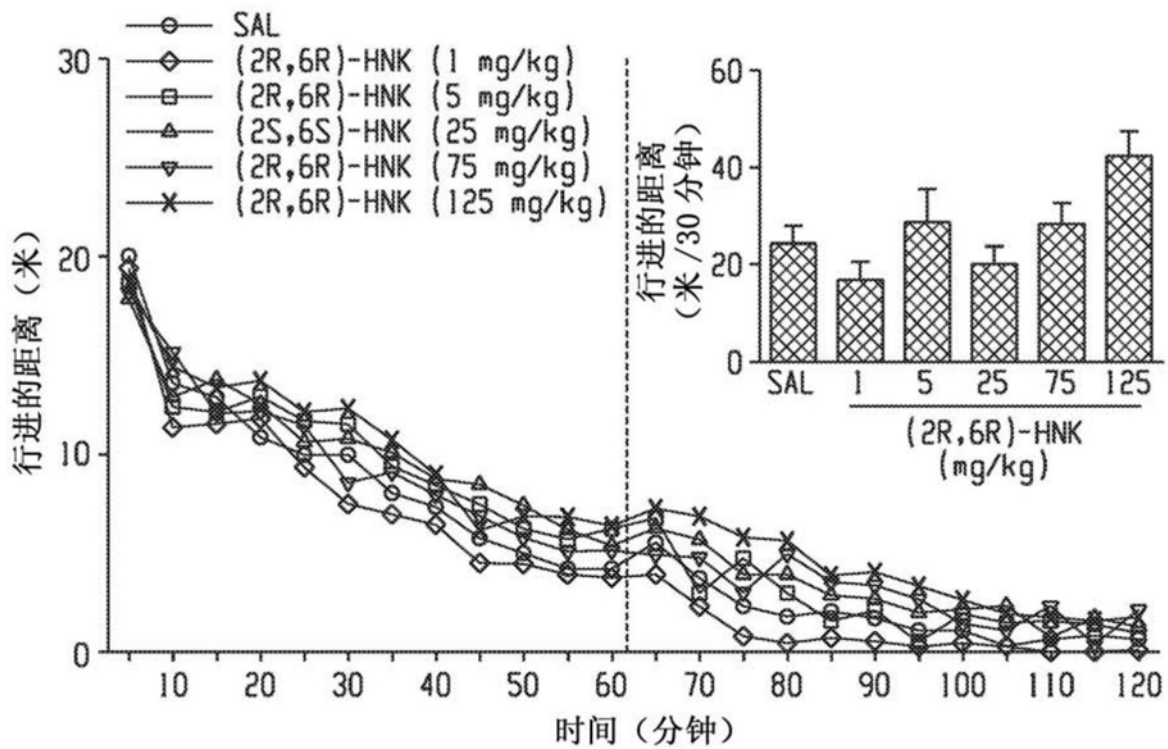 SAL
(2R,6R)-HNK (1 mg/kg)
(2R,6R)-HNK (5 mg/kg)
(2S,6S)-HNK (25 mg/kg)
(2R,6R)-HNK (75 mg/kg)
(2R,6R)-HNK (125 mg/kg)
30
20
10
0
行进的距离（米）
10 20 30 40 50 60 70 80 90 100 110 120
时间（分钟）
60
40
20
0
行进的距离
（米/30分钟）
SAL 1 5 25 75 125
(2R,6R)-HNK
(mg/kg)